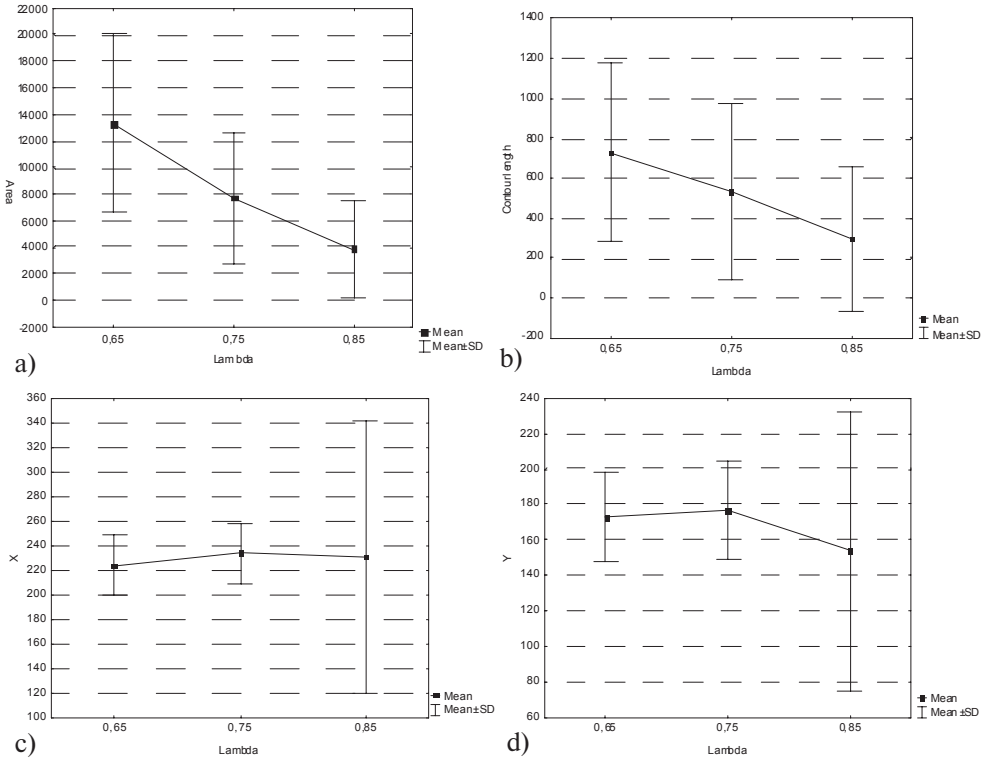 22000
20000
18000
16000
14000
12000
10000
8000
6000
4000
2000
0
-2000
Area
0,65 0,75 0,85
Lambda
Mean
Mean±SD
a)
1400
1200
1000
800
600
400
200
0
-200
Contour length
0,65 0,75 0,85
Lambda
Mean
Mean±SD
b)
360
340
320
300
280
260
240
220
200
180
160
140
120
100
X
0,65 0,75 0,85
Lambda
Mean
Mean±SD
c)
240
220
200
180
160
140
120
100
80
60
Y
0,65 0,75 0,85
Lambda
Mean
Mean±SD
d)